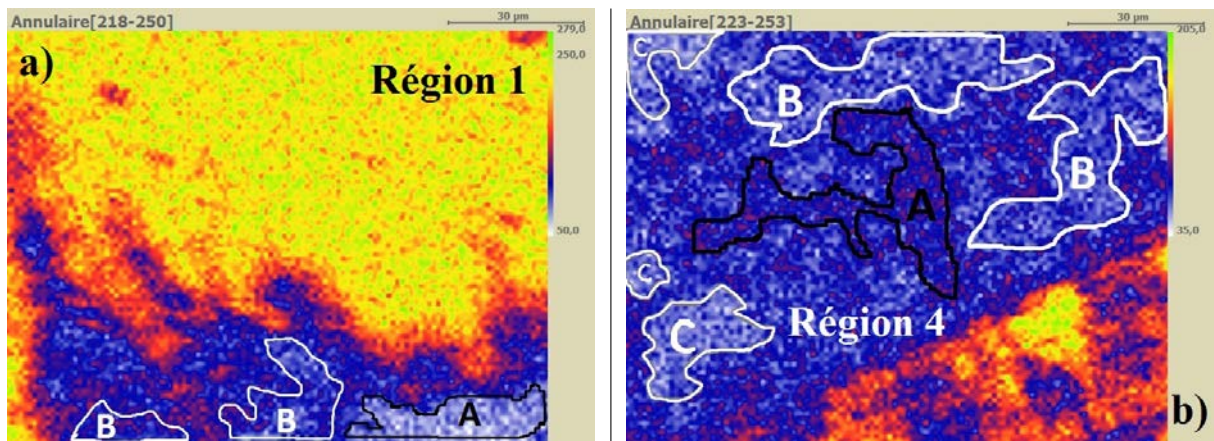 Annulaire[218-250]
30 µm
279,0
250,0
50,0
a)
Région 1
B
B
A
Annulaire[223-253]
30 µm
205,0
35,0
C
B
B
A
C
C
Région 4
b)